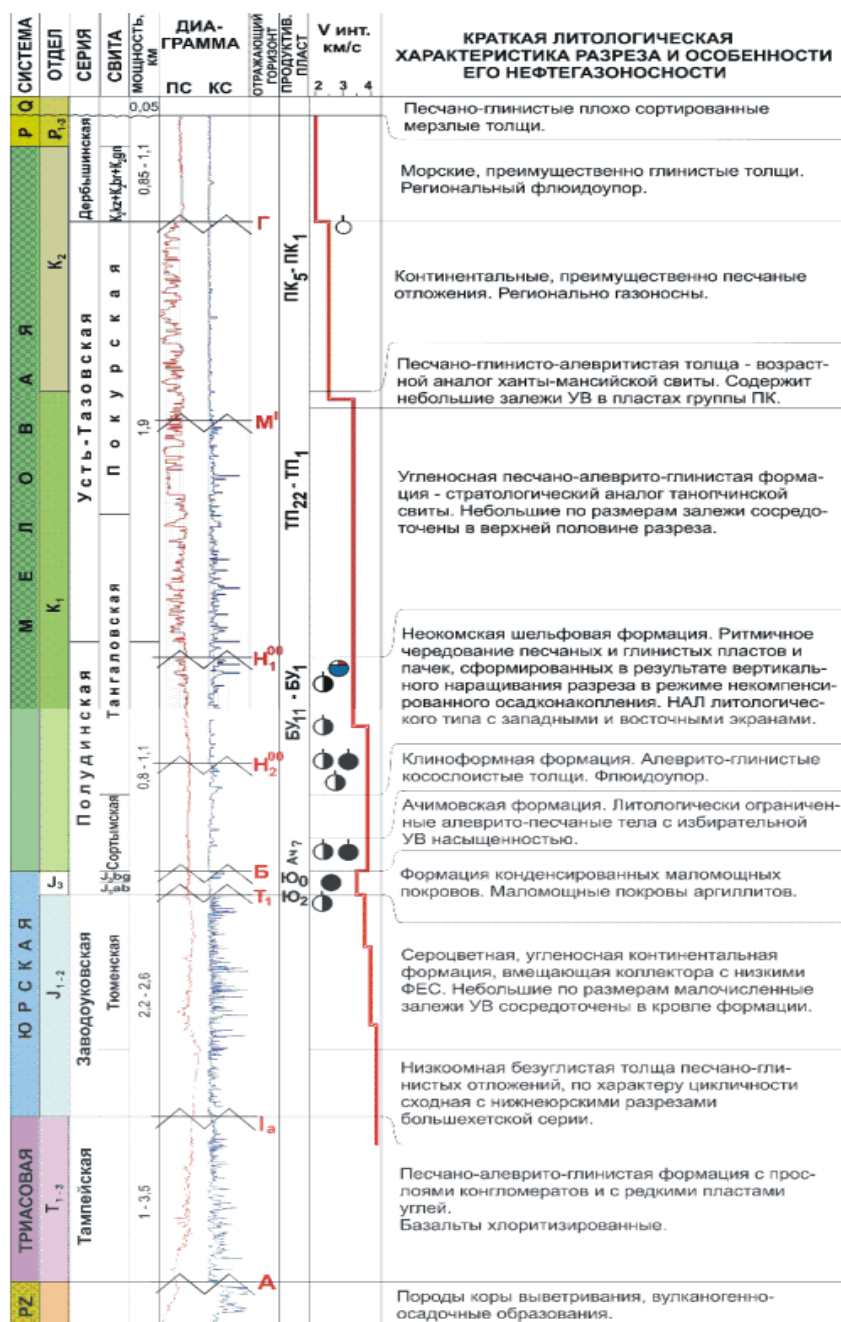 СИСТЕМА
ОТДЕЛ
СЕРИЯ
СВИТА
МОЩНОСТЬ, КМ
ДИА-
ГРАММА
ПС КС
ОТРАЖАЮЩИЙ ГОРИЗОНТ
ПРОДУКТИВ. ПЛАСТ
V инт.
км/с
2 3 4
КРАТКАЯ ЛИТОЛОГИЧЕСКАЯ
ХАРАКТЕРИСТИКА РАЗРЕЗА И ОСОБЕННОСТИ
ЕГО НЕФТЕГАЗОНОСНОСТИ
Q
0,05
Песчано-глинистые плохо сортированные
мерзлые толщи.
P
P₁₋₃
Дербышинская
K₂kz+K₂br+K₂gn
0,85 - 1,1
Морские, преимущественно глинистые толщи.
Региональный флюидоупор.
Г
МЕЛОВАЯ
K₂
Усть-Тазовская
Покурская
ПК₅- ПК₁
Континентальные, преимущественно песчаные
отложения. Регионально газоносны.
Песчано-глинисто-алевритистая толща - возраст-
ной аналог ханты-мансийской свиты. Содержит
небольшие залежи УВ в пластах группы ПК.
K₁
1,9
М'
ТП₂₂ - ТП₁
Угленосная песчано-алеврито-глинистая форма-
ция - стратологический аналог танопчинской
свиты. Небольшие по размерам залежи сосредо-
точены в верхней половине разреза.
Тангаловская
Полудинская
Н₁⁰⁰
БУ₁₁ - БУ₁
Неокомская шельфовая формация. Ритмичное
чередование песчаных и глинистых пластов и
пачек, сформированных в результате вертикаль-
ного наращивания разреза в режиме некомпенси-
рованного осадконакопления. НАЛ литологичес-
кого типа с западными и восточными экранами.
0,8 - 1,1
Н₂⁰⁰
Клиноформная формация. Алеврито-глинистые
косослоистые толщи. Флюидоупор.
Сортымская
Ач ?
Ачимовская формация. Литологически ограничен-
ные алеврито-песчаные тела с избирательной
УВ насыщенностью.
ЮРСКАЯ
J₃
Б
Ю₀
Формация конденсированных маломощных
покровов. Маломощные покровы аргиллитов.
Т₁
Ю₂
J₁₋₂
Заводоуковская
Тюменская
2,2 - 2,6
Сероцветная, угленосная континентальная
формация, вмещающая коллектора с низкими
ФЕС. Небольшие по размерам малочисленные
залежи УВ сосредоточены в кровле формации.
Низкоомная безуглистая толща песчано-гли-
нистых отложений, по характеру цикличности
сходная с нижнеюрскими разрезами
большехетской серии.
Iа
ТРИАСОВАЯ
T₁₋₃
Тампейская
1 - 3,5
Песчано-алеврито-глинистая формация с прос-
лоями конгломератов и с редкими пластами
углей.
Базальты хлоритизированные.
А
PZ
Породы коры выветривания, вулканогенно-
осадочные образования.